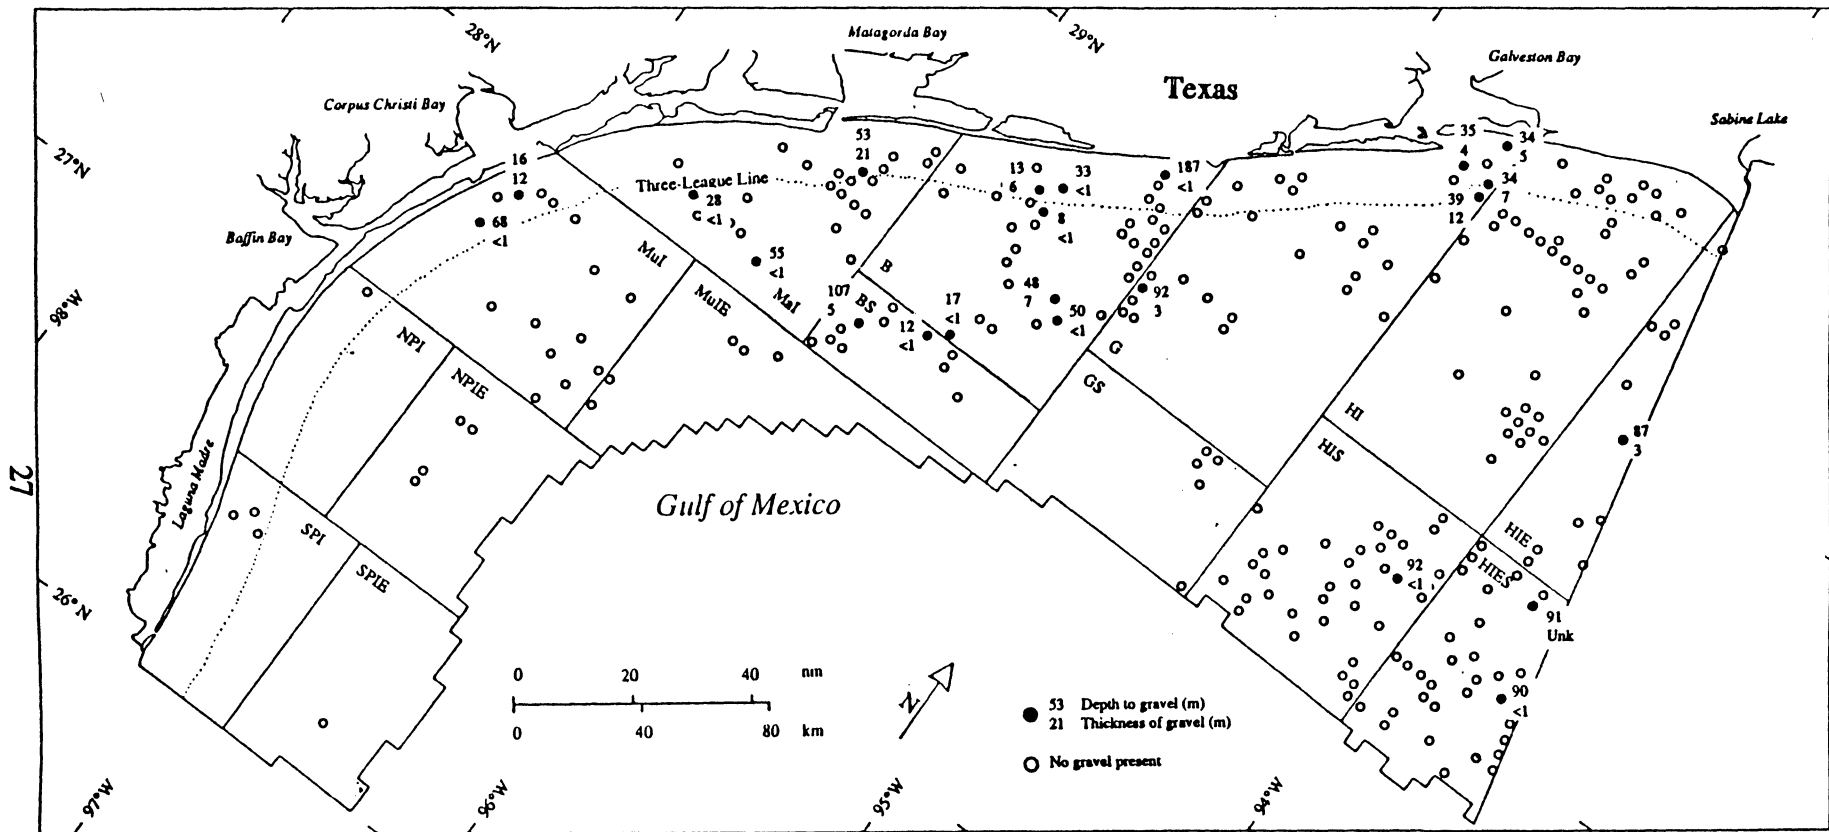 28°N
Matagorda Bay
29°N
Galveston Bay
Texas
Corpus Christi Bay
Sabine Lake
27°N
16
12
53
21
Three-League Line
13
6
33
<1
187
<1
35
4
34
5
34
7
39
12
28
<1
68
<1
8
<1
Baffin Bay
MuI
55
<1
B
MuIE
MaI
107
5
BS
17
<1
12
<1
48
7
50
<1
92
3
98°W
NPI
NPIE
G
GS
HI
HIS
87
3
27
Laguna Madre
Gulf of Mexico
SPI
SPIE
HIE
HIES
92
<1
91
Unk
26°N
90
<1
0 20 40 nm
0 40 80 km
N
53 Depth to gravel (m)
21 Thickness of gravel (m)
No gravel present
97°W
96°W
95°W
94°W